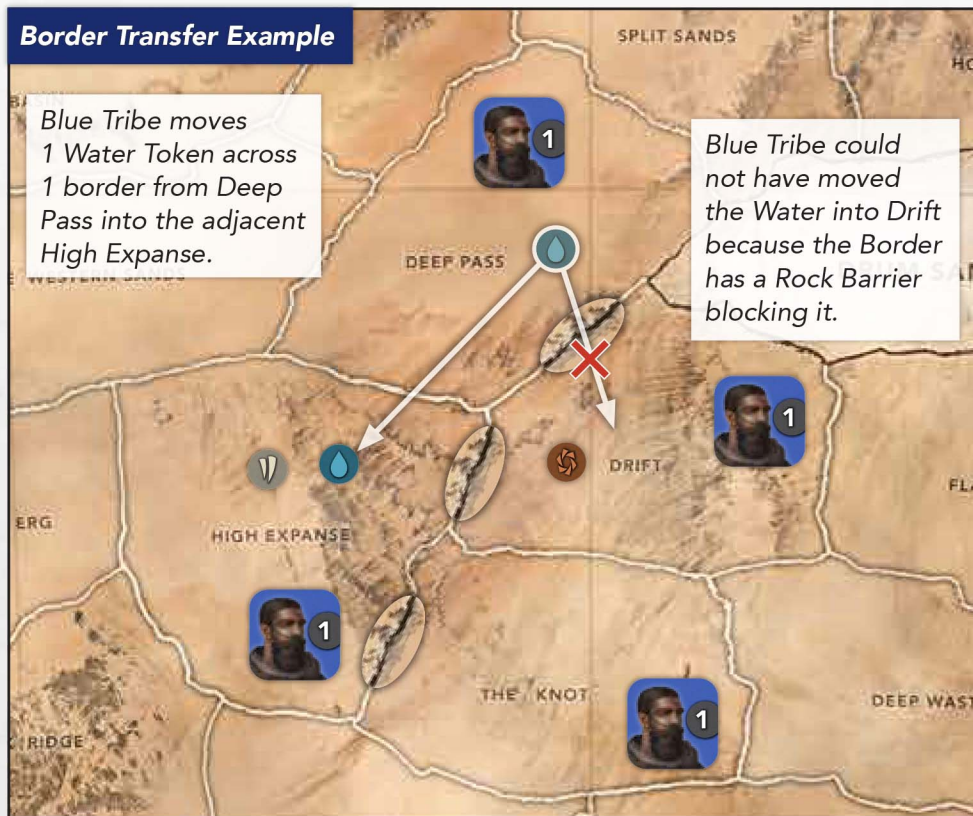 Border Transfer Example
SPLIT SANDS
Blue Tribe moves
1 Water Token across
1 border from Deep
Pass into the adjacent
High Expanse.
1
Blue Tribe could
not have moved
the Water into Drift
because the Border
has a Rock Barrier
blocking it.
WESTERN SANDS
DEEP PASS
1
DRIFT
ERG
HIGH EXPANSE
1
THE KNOT
1
DEEP WAST
RIDGE